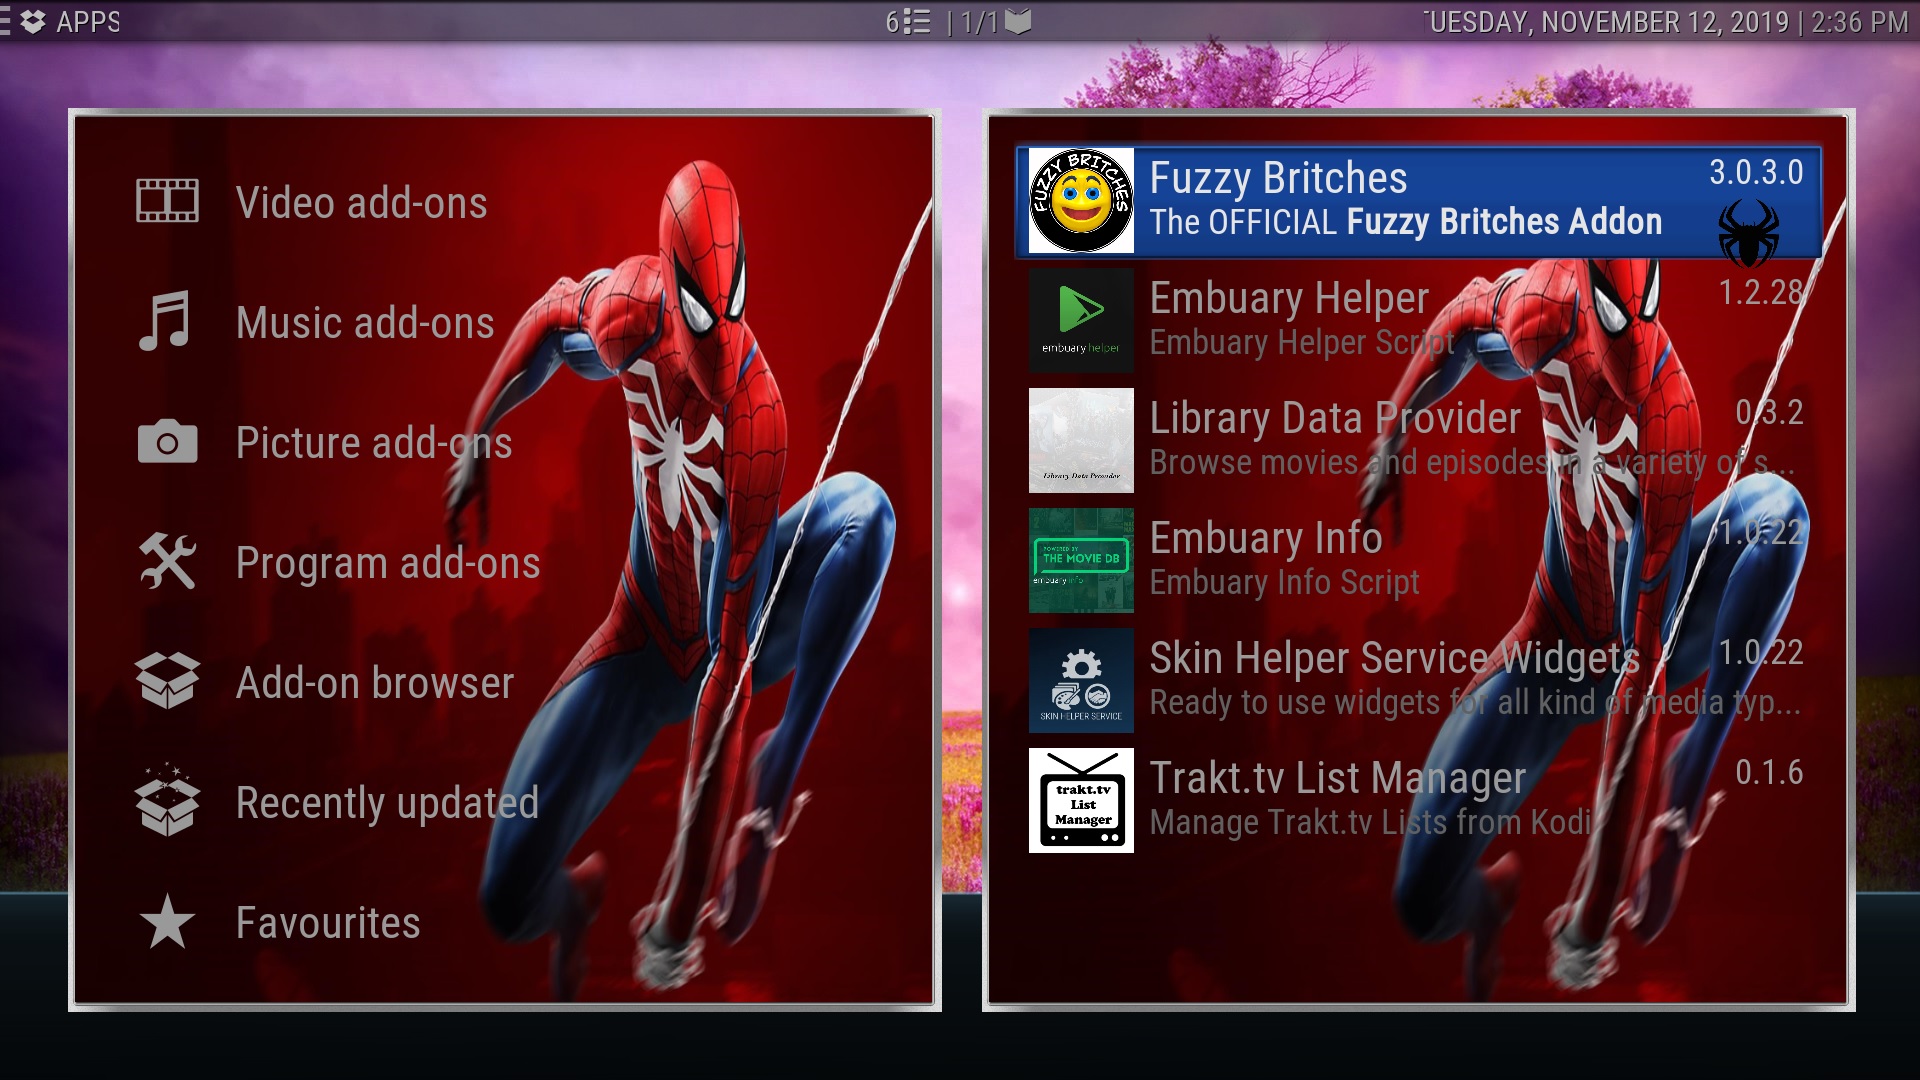 APPS
6 | 1/1
TUESDAY, NOVEMBER 12, 2019 | 2:36 PM
Video add-ons
Music add-ons
Picture add-ons
Program add-ons
Add-on browser
Recently updated
Favourites
FUZZY BRITCHES
Fuzzy Britches
3.0.3.0
The OFFICIAL Fuzzy Britches Addon
embuary helper
Embuary Helper
1.2.28
Embuary Helper Script
Library Data Provider
Library Data Provider
0.3.2
Browse movies and episodes in a variety of s...
POWERED BY
THE MOVIE DB
embuary info
Embuary Info
1.0.22
Embuary Info Script
SKIN HELPER SERVICE
Skin Helper Service Widgets
1.0.22
Ready to use widgets for all kind of media typ...
trakt.tv
List
Manager
Trakt.tv List Manager
0.1.6
Manage Trakt.tv Lists from Kodi